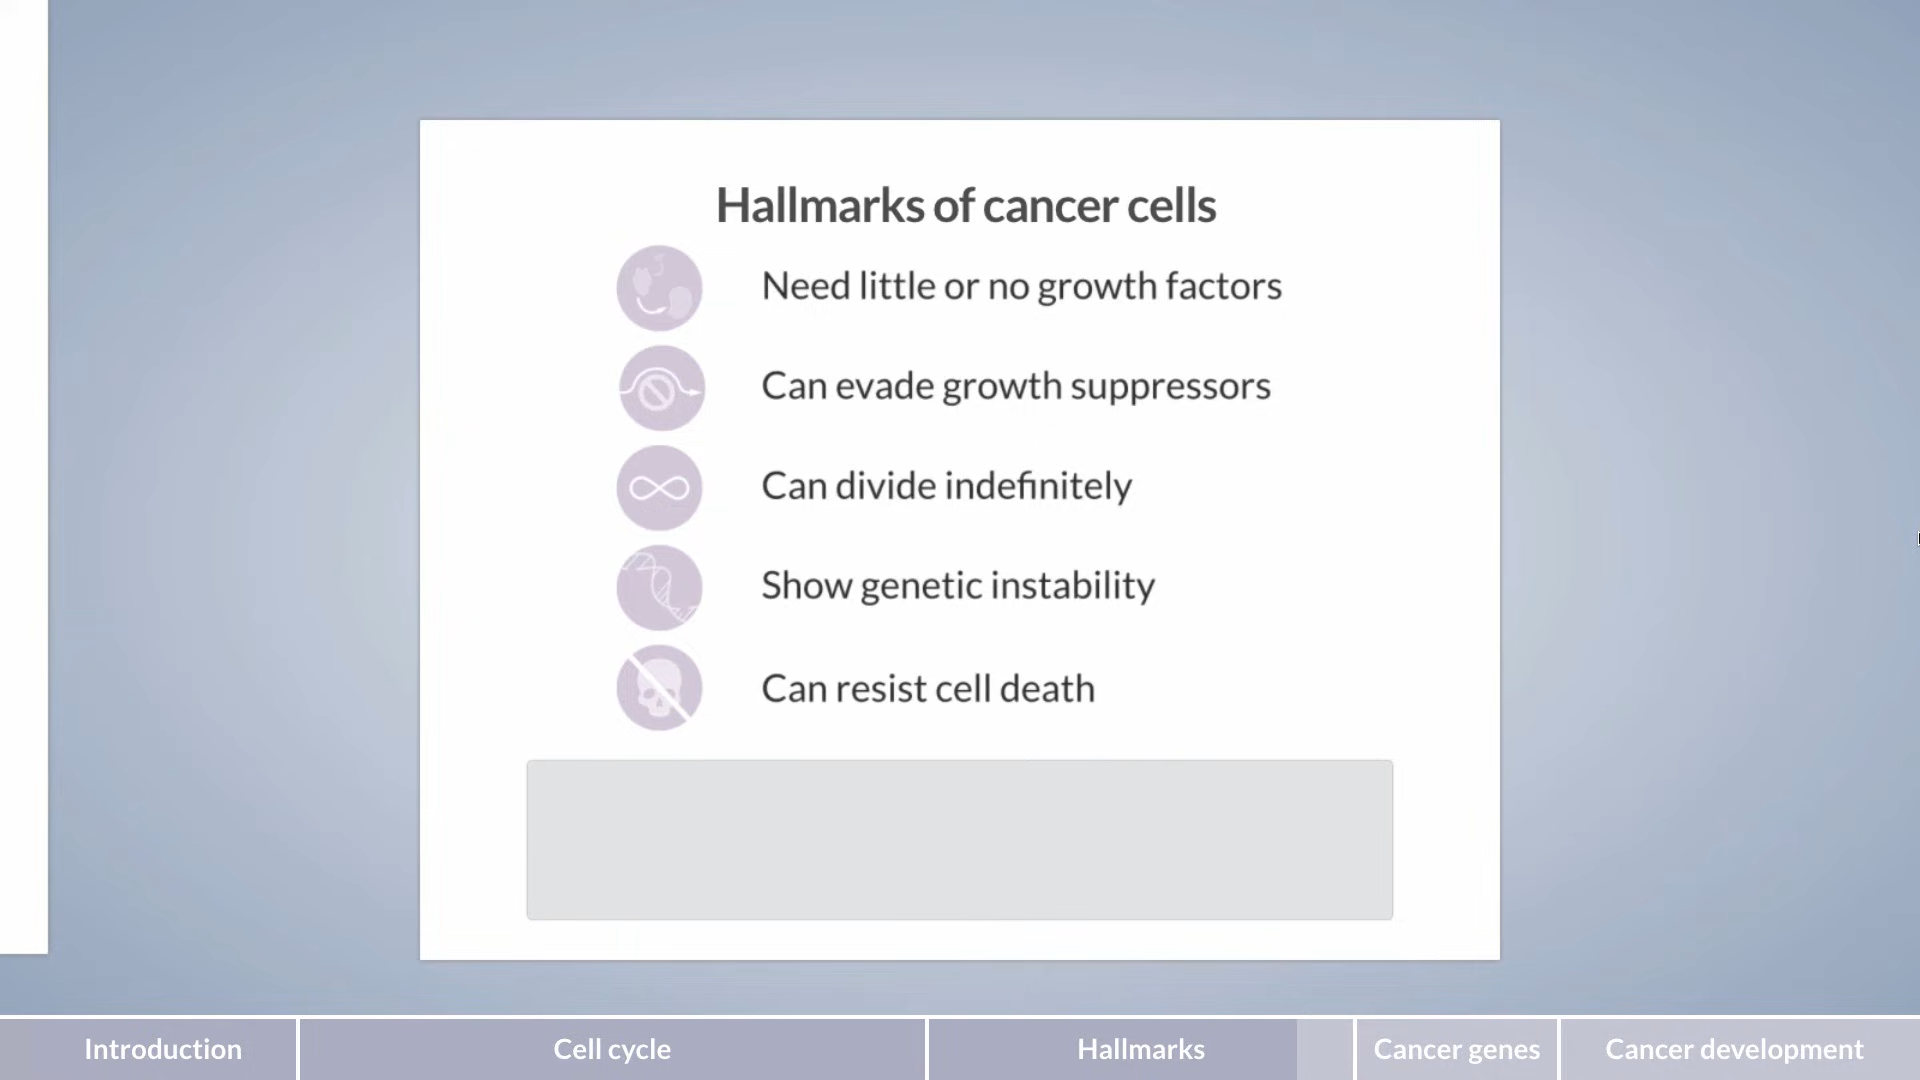 Hallmarks of cancer cells
Need little or no growth factors
Can evade growth suppressors
Can divide indefinitely
Show genetic instability
Can resist cell death
Introduction
Cell cycle
Hallmarks
Cancer genes
Cancer development